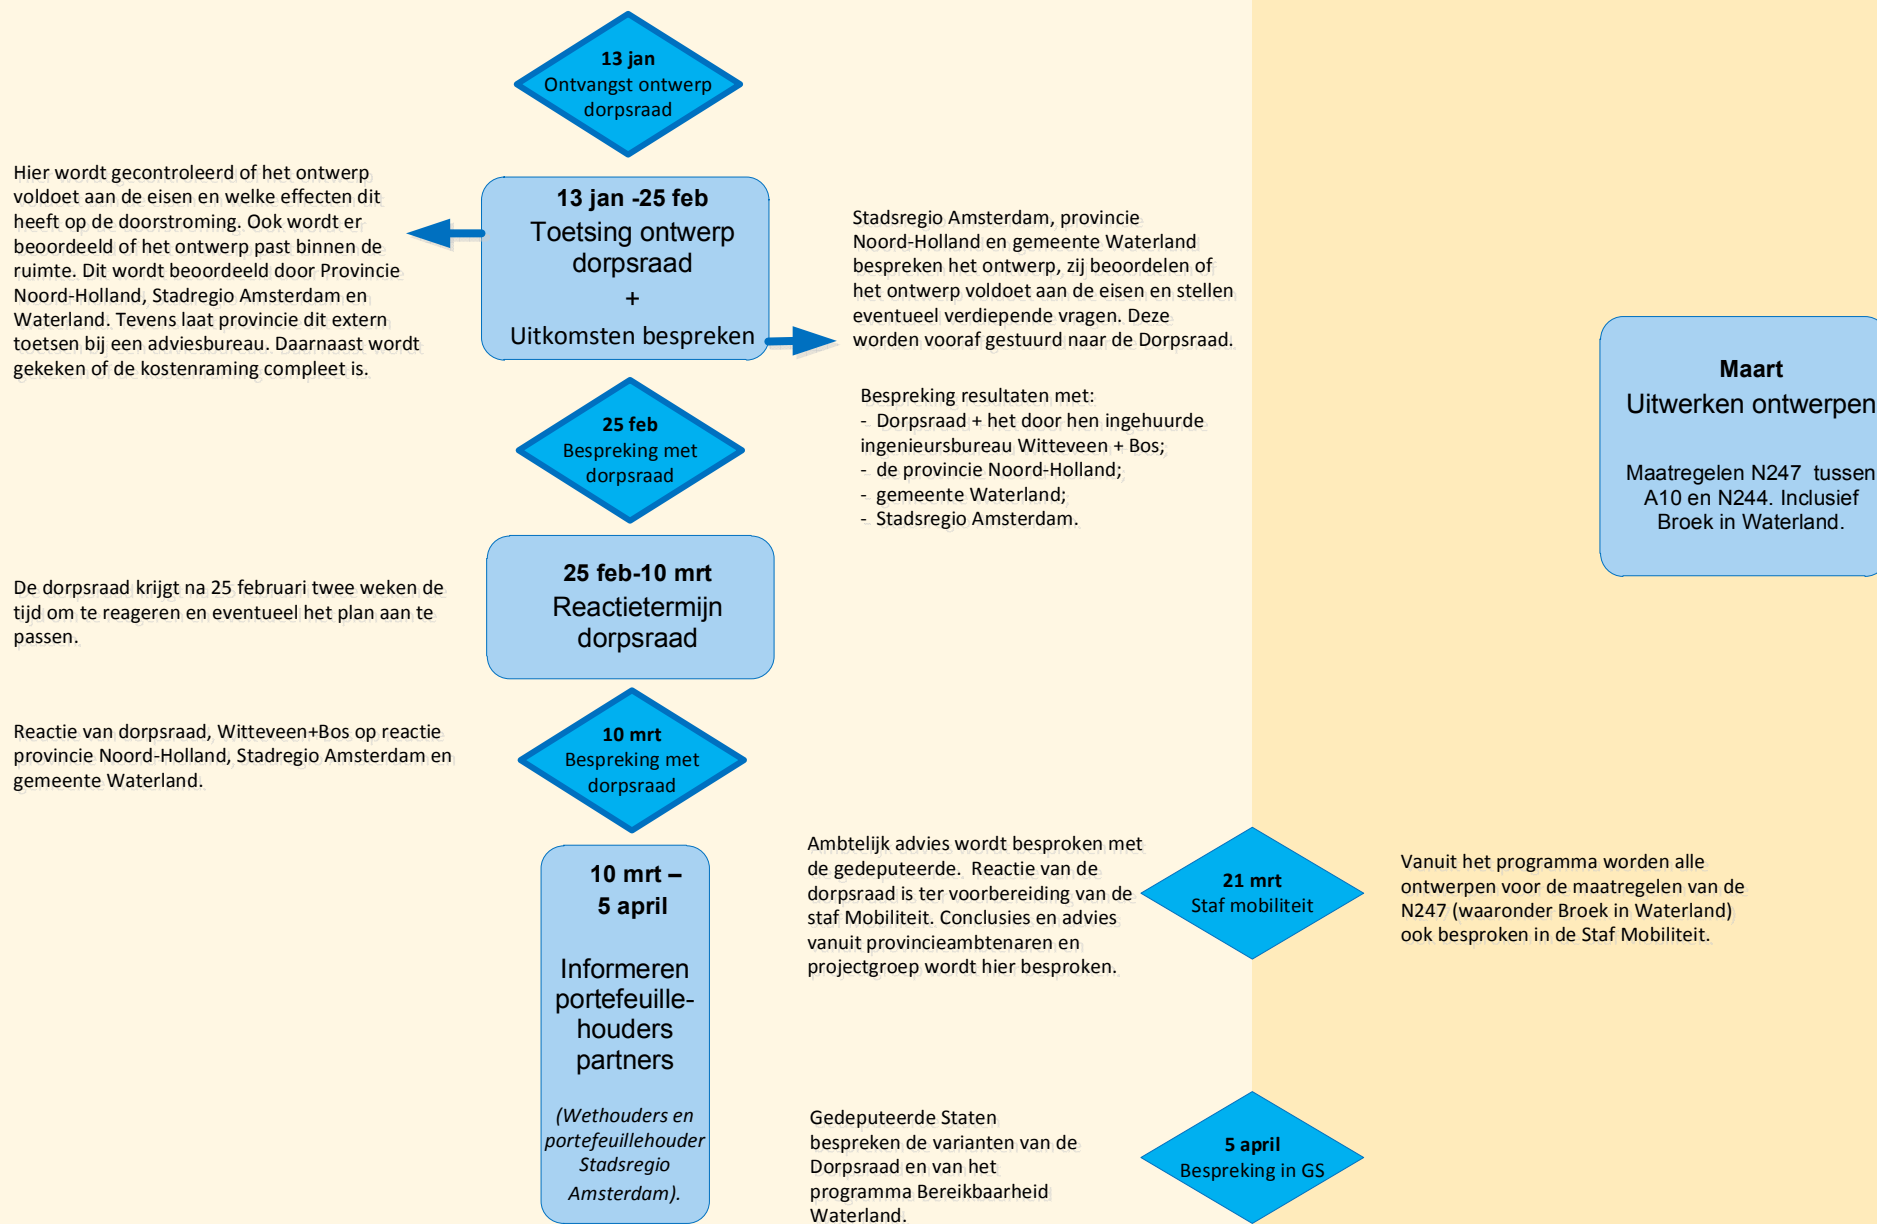 13 jan
Ontvangst ontwerp
dorpsraad
Hier wordt gecontroleerd of het ontwerp
voldoet aan de eisen en welke effecten dit
heeft op de doorstroming. Ook wordt er
beoordeeld of het ontwerp past binnen de
ruimte. Dit wordt beoordeeld door Provincie
Noord-Holland, Stadregio Amsterdam en
Waterland. Tevens laat provincie dit extern
toetsen bij een adviesbureau. Daarnaast wordt
gekeken of de kostenraming compleet is.
13 jan -25 feb
Toetsing ontwerp
dorpsraad
+
Uitkomsten bespreken
Stadsregio Amsterdam, provincie
Noord-Holland en gemeente Waterland
bespreken het ontwerp, zij beoordelen of
het ontwerp voldoet aan de eisen en stellen
eventueel verdiepende vragen. Deze
worden vooraf gestuurd naar de Dorpsraad.
Maart
Uitwerken ontwerpen
Maatregelen N247 tussen
A10 en N244. Inclusief
Broek in Waterland.
25 feb
Bespreking met
dorpsraad
Bespreking resultaten met:
- Dorpsraad + het door hen ingehuurde
ingenieursbureau Witteveen + Bos;
- de provincie Noord-Holland;
- gemeente Waterland;
- Stadsregio Amsterdam.
De dorpsraad krijgt na 25 februari twee weken de
tijd om te reageren en eventueel het plan aan te
passen.
25 feb-10 mrt
Reactietermijn
dorpsraad
Reactie van dorpsraad, Witteveen+Bos op reactie
provincie Noord-Holland, Stadregio Amsterdam en
gemeente Waterland.
10 mrt
Bespreking met
dorpsraad
10 mrt –
5 april
Informeren
portefeuille-
houders
partners
(Wethouders en
portefeuillehouder
Stadsregio
Amsterdam).
Ambtelijk advies wordt besproken met
de gedeputeerde. Reactie van de
dorpsraad is ter voorbereiding van de
staf Mobiliteit. Conclusies en advies
vanuit provincieambtenaren en
projectgroep wordt hier besproken.
21 mrt
Staf mobiliteit
Vanuit het programma worden alle
ontwerpen voor de maatregelen van de
N247 (waaronder Broek in Waterland)
ook besproken in de Staf Mobiliteit.
Gedeputeerde Staten
bespreken de varianten van de
Dorpsraad en van het
programma Bereikbaarheid
Waterland.
5 april
Bespreking in GS